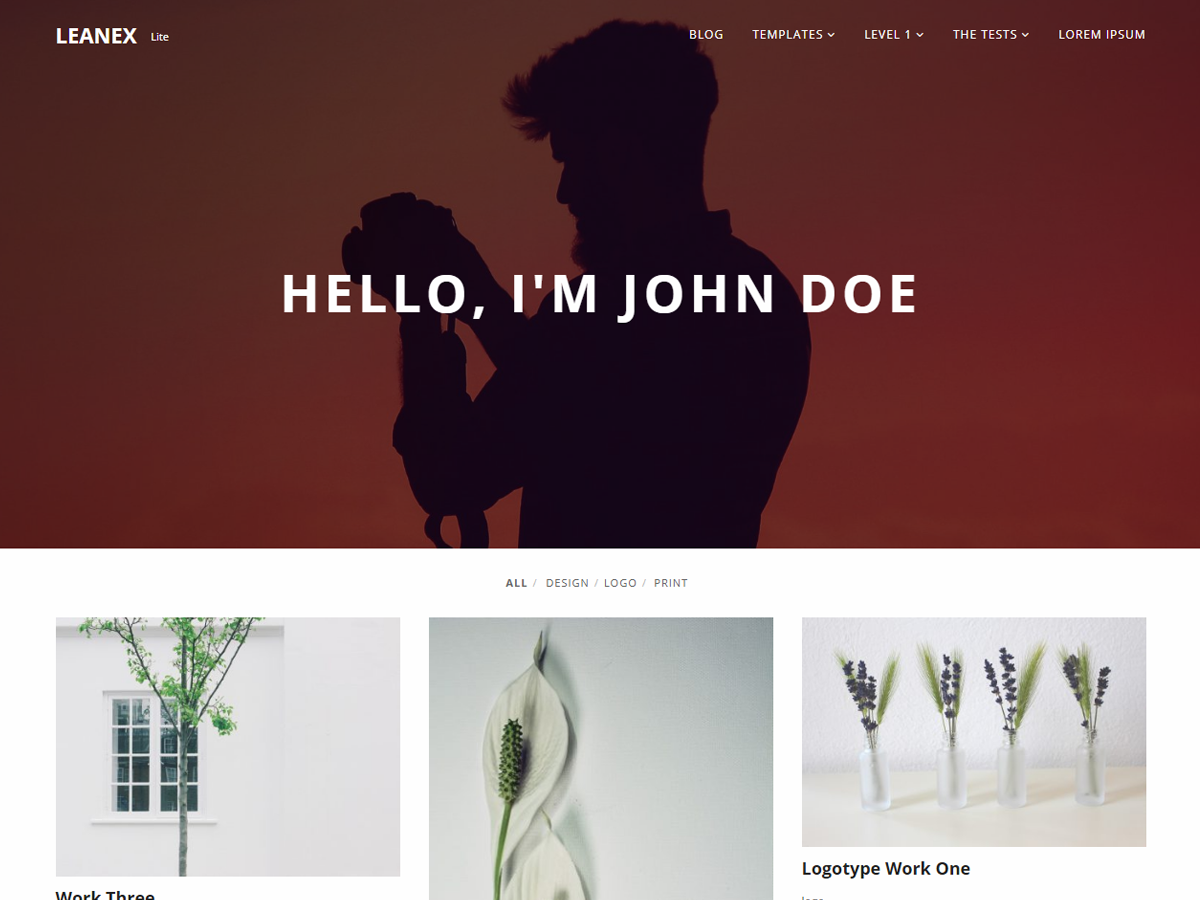 LEANEX Lite
BLOG TEMPLATES LEVEL 1 THE TESTS LOREM IPSUM
HELLO, I'M JOHN DOE
ALL / DESIGN / LOGO / PRINT
Work Three
Logotype Work One
logo